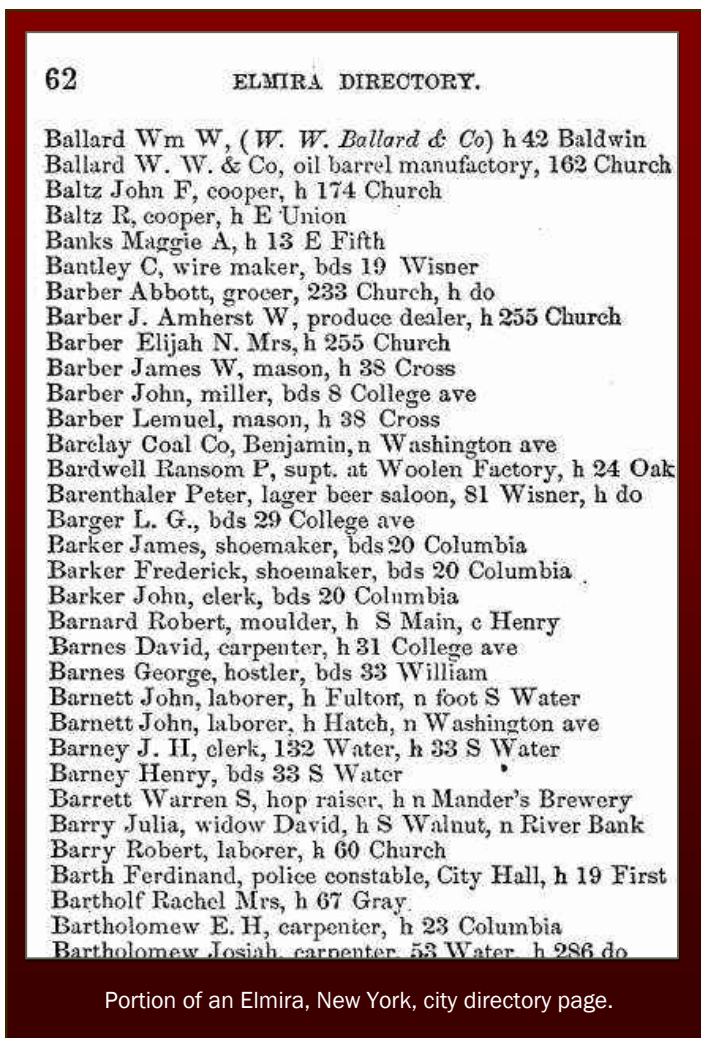 62 ELMIRA DIRECTORY.
Ballard Wm W, (W. W. Ballard & Co) h 42 Baldwin
Ballard W. W. & Co, oil barrel manufactory, 162 Church
Baltz John F, cooper, h 174 Church
Baltz R, cooper, h E Union
Banks Maggie A, h 13 E Fifth
Bantley C, wire maker, bds 19 Wisner
Barber Abbott, grocer, 233 Church, h do
Barber J. Amherst W, produce dealer, h 255 Church
Barber Elijah N. Mrs, h 255 Church
Barber James W, mason, h 38 Cross
Barber John, miller, bds 8 College ave
Barber Lemuel, mason, h 38 Cross
Barclay Coal Co, Benjamin, n Washington ave
Bardwell Ransom P, supt. at Woolen Factory, h 24 Oak
Barenthaler Peter, lager beer saloon, 81 Wisner, h do
Barger L. G., bds 29 College ave
Barker James, shoemaker, bds 20 Columbia
Barker Frederick, shoemaker, bds 20 Columbia
Barker John, clerk, bds 20 Columbia
Barnard Robert, moulder, h S Main, c Henry
Barnes David, carpenter, h 31 College ave
Barnes George, hostler, bds 33 William
Barnett John, laborer, h Fulton, n foot S Water
Barnett John, laborer, h Hatch, n Washington ave
Barney J. H, clerk, 132 Water, h 33 S Water
Barney Henry, bds 33 S Water
Barrett Warren S, hop raiser, h n Mander's Brewery
Barry Julia, widow David, h S Walnut, n River Bank
Barry Robert, laborer, h 60 Church
Barth Ferdinand, police constable, City Hall, h 19 First
Bartholf Rachel Mrs, h 67 Gray
Bartholomew E. H, carpenter, h 23 Columbia
Bartholomew Josiah, carpenter, 53 Water, h 286 do
Portion of an Elmira, New York, city directory page.